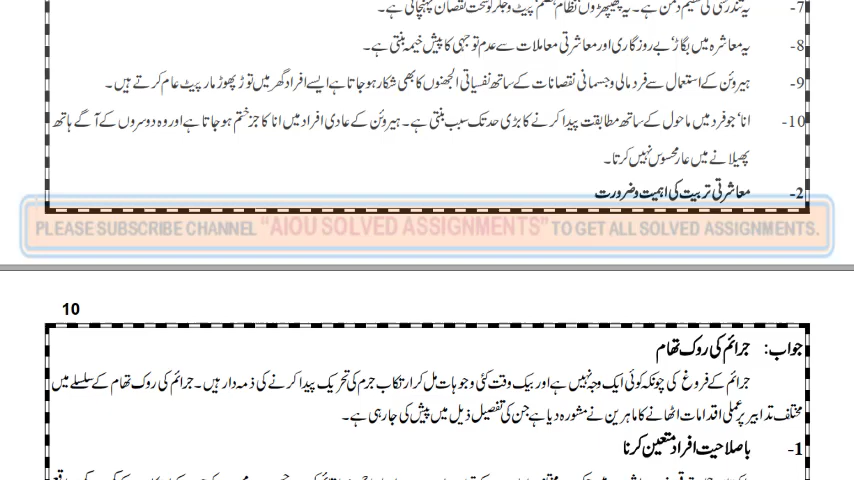 7- یہ تندرستی کی عظیم دشمن ہے۔ یہ پھیپھڑوں نظام ہضم، پیٹ و جگر کو سخت نقصان پہنچاتی ہے۔
8- یہ معاشرہ میں بگاڑ بے روزگاری اور معاشرتی معاملات سے عدم توجہی کا پیش خیمہ بنتی ہے۔
9- ہیروئن کے استعمال سے فرد مالی و جسمانی نقصانات کے ساتھ نفسیاتی الجھنوں کا بھی شکار ہو جاتا ہے ایسے افراد گھر میں توڑ پھوڑ مار پیٹ عام کرتے ہیں۔
10- انا جو فرد میں ماحول کے ساتھ مطابقت پیدا کرنے کا بڑی حد تک سبب بنتی ہے۔ ہیروئن کے عادی افراد میں انا کا جز ختم ہو جاتا ہے اور وہ دوسروں کے آگے ہاتھ
پھیلانے میں عار محسوس نہیں کرتا۔
2- معاشرتی تربیت کی اہمیت و ضرورت
PLEASE SUBSCRIBE CHANNEL "AIOU SOLVED ASSIGNMENTS" TO GET ALL SOLVED ASSIGNMENTS.
10
جواب: جرائم کی روک تھام
جرائم کے فروغ کی چونکہ کوئی ایک وجہ نہیں ہے اور بیک وقت کئی وجوہات مل کر ارتکاب جرم کی تحریک پیدا کرنے کی ذمہ دار ہیں۔ جرائم کی روک تھام کے سلسلے میں
مختلف تدابیر پر عملی اقدامات اٹھانے کا ماہرین نے مشورہ دیا ہے جن کی تفصیل ذیل میں پیش کی جا رہی ہے۔
1- باصلاحیت افراد متعین کرنا